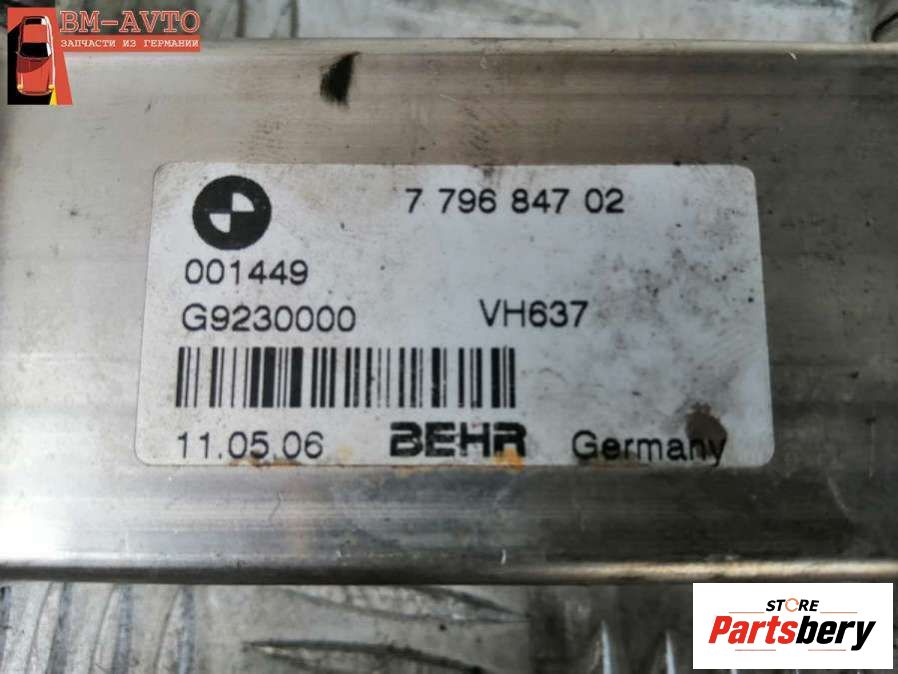 BM-AVTO
ЗАПЧАСТИ ИЗ ГЕРМАНИИ
7 796 847 02
001449
G9230000 VH637
11.05.06 BEHR Germany
STORE
Partsbery